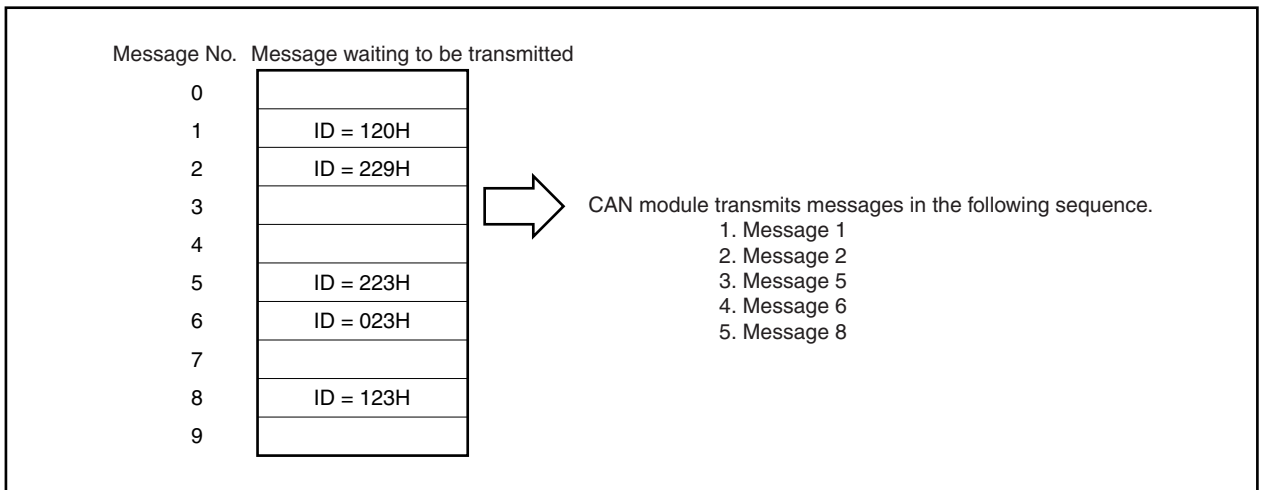 Message No. Message waiting to be transmitted
0
1 ID = 120H
2 ID = 229H
3
4
5 ID = 223H
6 ID = 023H
7
8 ID = 123H
9
CAN module transmits messages in the following sequence.
1. Message 1
2. Message 2
3. Message 5
4. Message 6
5. Message 8